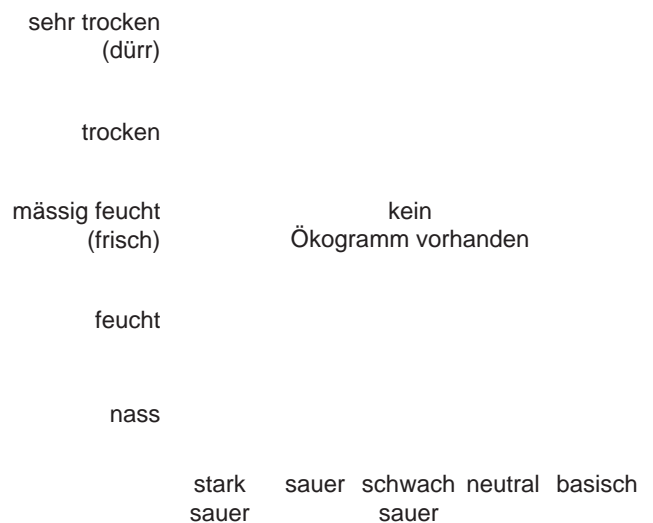 sehr trocken
(dürr)
trocken
mässig feucht
(frisch)
kein
Ökogramm vorhanden
feucht
nass
stark
sauer
sauer
schwach
sauer
neutral
basisch